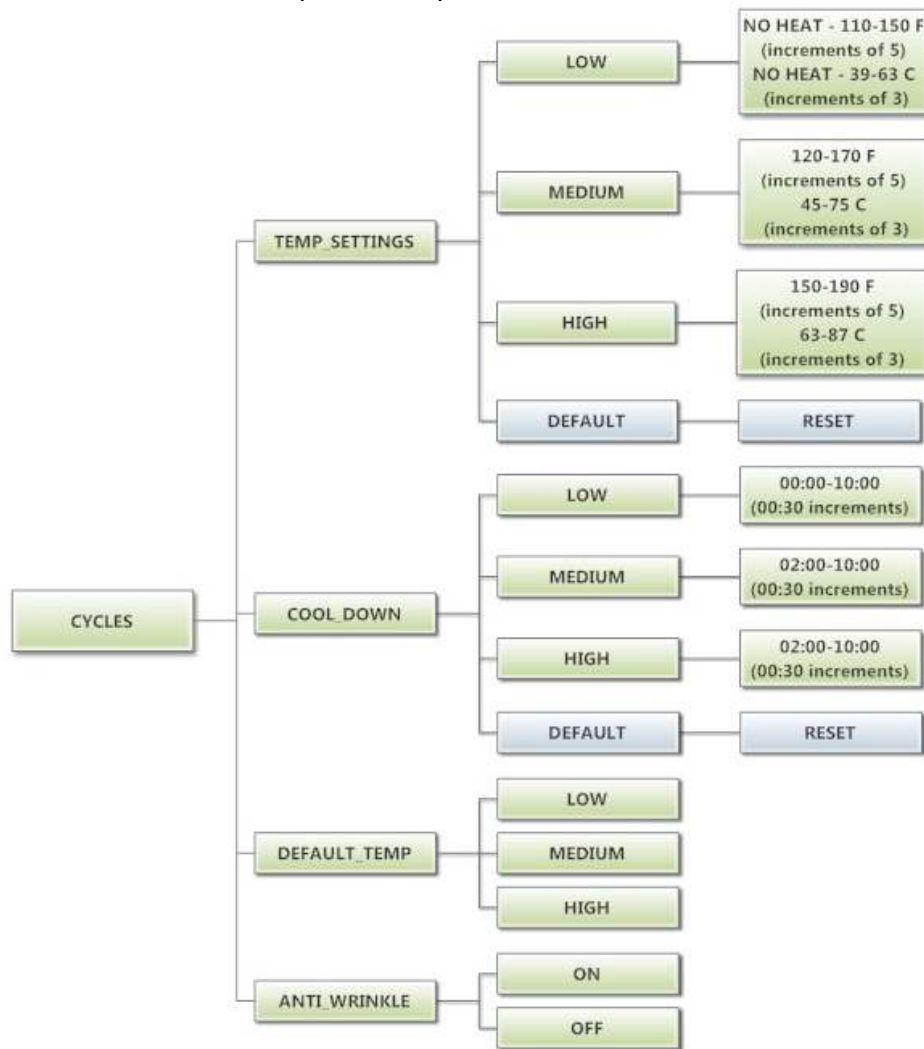 LOW
NO HEAT - 110-150 F
(increments of 5)
NO HEAT - 39-63 C
(increments of 3)
MEDIUM
120-170 F
(increments of 5)
45-75 C
(increments of 3)
TEMP_SETTINGS
HIGH
150-190 F
(increments of 5)
63-87 C
(increments of 3)
DEFAULT
RESET
LOW
00:00-10:00
(00:30 increments)
MEDIUM
02:00-10:00
(00:30 increments)
CYCLES
COOL_DOWN
HIGH
02:00-10:00
(00:30 increments)
DEFAULT
RESET
LOW
DEFAULT_TEMP
MEDIUM
HIGH
ANTI_WRINKLE
ON
OFF